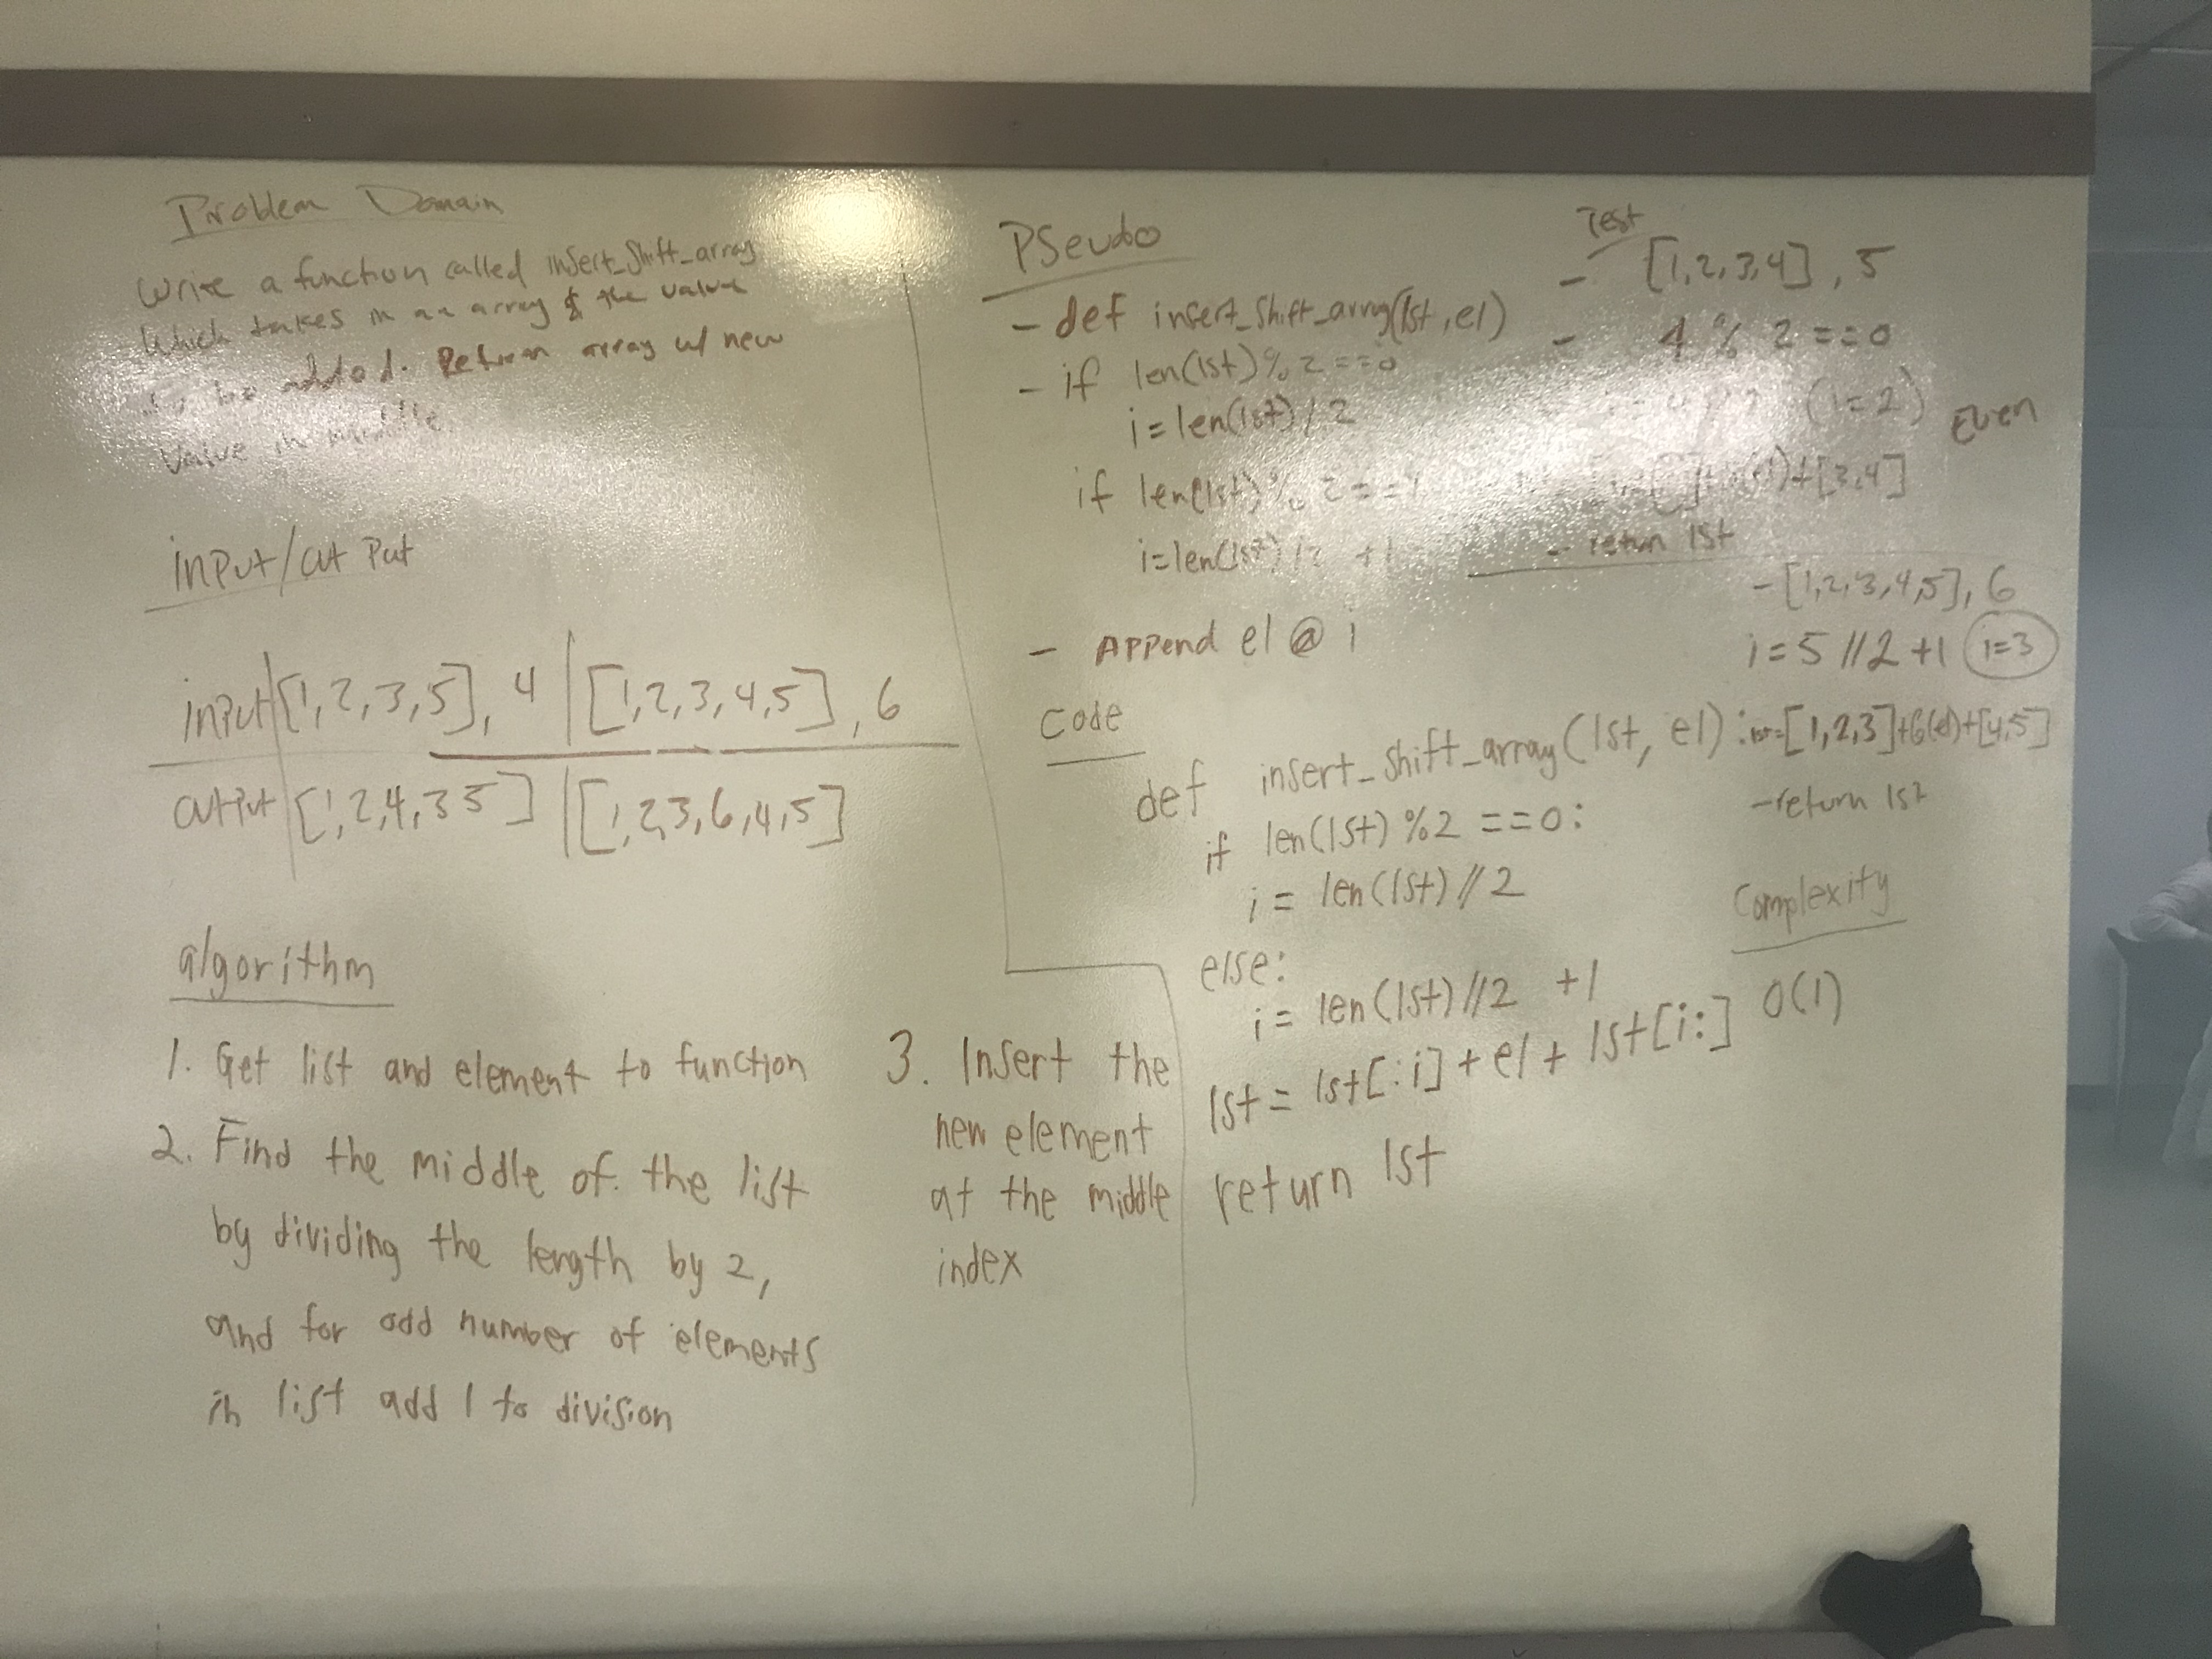 Problem Domain
Write a function called insert_shift_array
which takes in an array & the value
to be added. Return array w/ new
Value in middle.
input/out Put
input [1,2,3,5], 4 | [1,2,3,4,5], 6
output [1,2,4,3 5] | [1,2,3,6,4,5]
algorithm
1. Get list and element to function
2. Find the middle of the list
by dividing the length by 2,
and for odd number of elements
in list add 1 to division
3. Insert the
new element
at the middle
index
PSeudo
- def insert_Shift_array(lst, el)
- if len(lst) % 2 ==0
i = len(lst) / 2
if len(lst) % 2 ==
i = len(lst) / 2 +1
- Append el @ i
Code
def insert_shift_array(lst, el):
if len(lst) %2 ==0:
i = len(lst) // 2
else:
i = len(lst) // 2 +1
lst = lst[:i] + el + lst[i:]
return lst
Test
- [1,2,3,4], 5
- 4 % 2 ==0
(i=2) Even
+[3,4]
- return lst
- [1,2,3,4,5], 6
i = 5 // 2 +1 i=3
lst=[1,2,3]+6(el)+[4,5]
- return lst
Complexity
O(1)